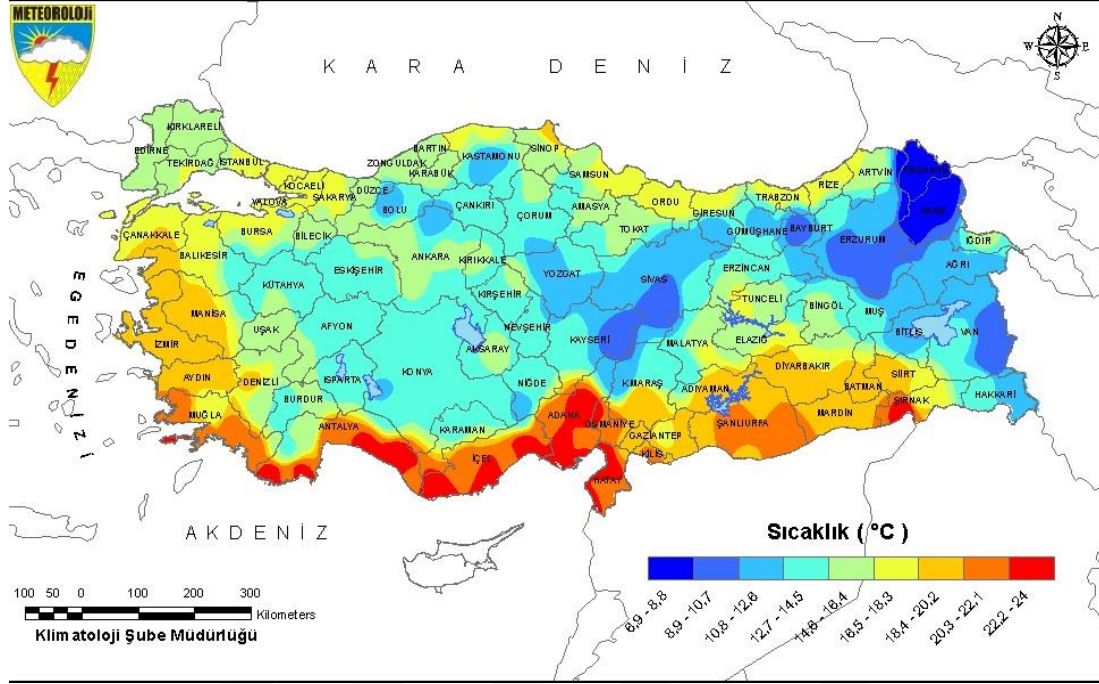 METEOROLOJİ
KARA DENİZ
N
W E
S
KIRKLARELİ
EDİRNE
TEKİRDAĞ
İSTANBUL
KOCAELİ
YALOVA
SAKARYA
DÜZCE
BOLU
ZONGULDAK
BARTIN
KARABÜK
KASTAMONU
SİNOP
SAMSUN
ÇANKIRI
ÇORUM
AMASYA
TOKAT
ORDU
GİRESUN
TRABZON
RİZE
ARTVİN
ARDAHAN
KARS
GÜMÜŞHANE
BAYBURT
ERZURUM
IĞDIR
AĞRI
ÇANAKKALE
BALIKESİR
BURSA
BİLECİK
ESKİŞEHİR
ANKARA
KIRIKKALE
YOZGAT
SİVAS
ERZİNCAN
TUNCELİ
BİNGÖL
MUŞ
BİTLİS
VAN
KÜTAHYA
KIRŞEHİR
MANİSA
UŞAK
AFYON
NEVŞEHİR
KAYSERİ
MALATYA
ELAZIĞ
İZMİR
AKSARAY
AYDIN
DENİZLİ
ISPARTA
KONYA
NİĞDE
K.MARAŞ
ADIYAMAN
DİYARBAKIR
BATMAN
SİİRT
ŞIRNAK
HAKKARİ
MUĞLA
BURDUR
ANTALYA
KARAMAN
İÇEL
ADANA
OSMANİYE
GAZİANTEP
KİLİS
ŞANLIURFA
MARDİN
HATAY
EGE DENİZİ
AKDENİZ
Sıcaklık ( °C )
6,9 - 8,8
8,9 - 10,7
10,8 - 12,6
12,7 - 14,5
14,6 - 16,4
16,5 - 18,3
18,4 - 20,2
20,3 - 22,1
22,2 - 24
100 50 0 100 200 300
Kilometers
Klimatoloji Şube Müdürlüğü